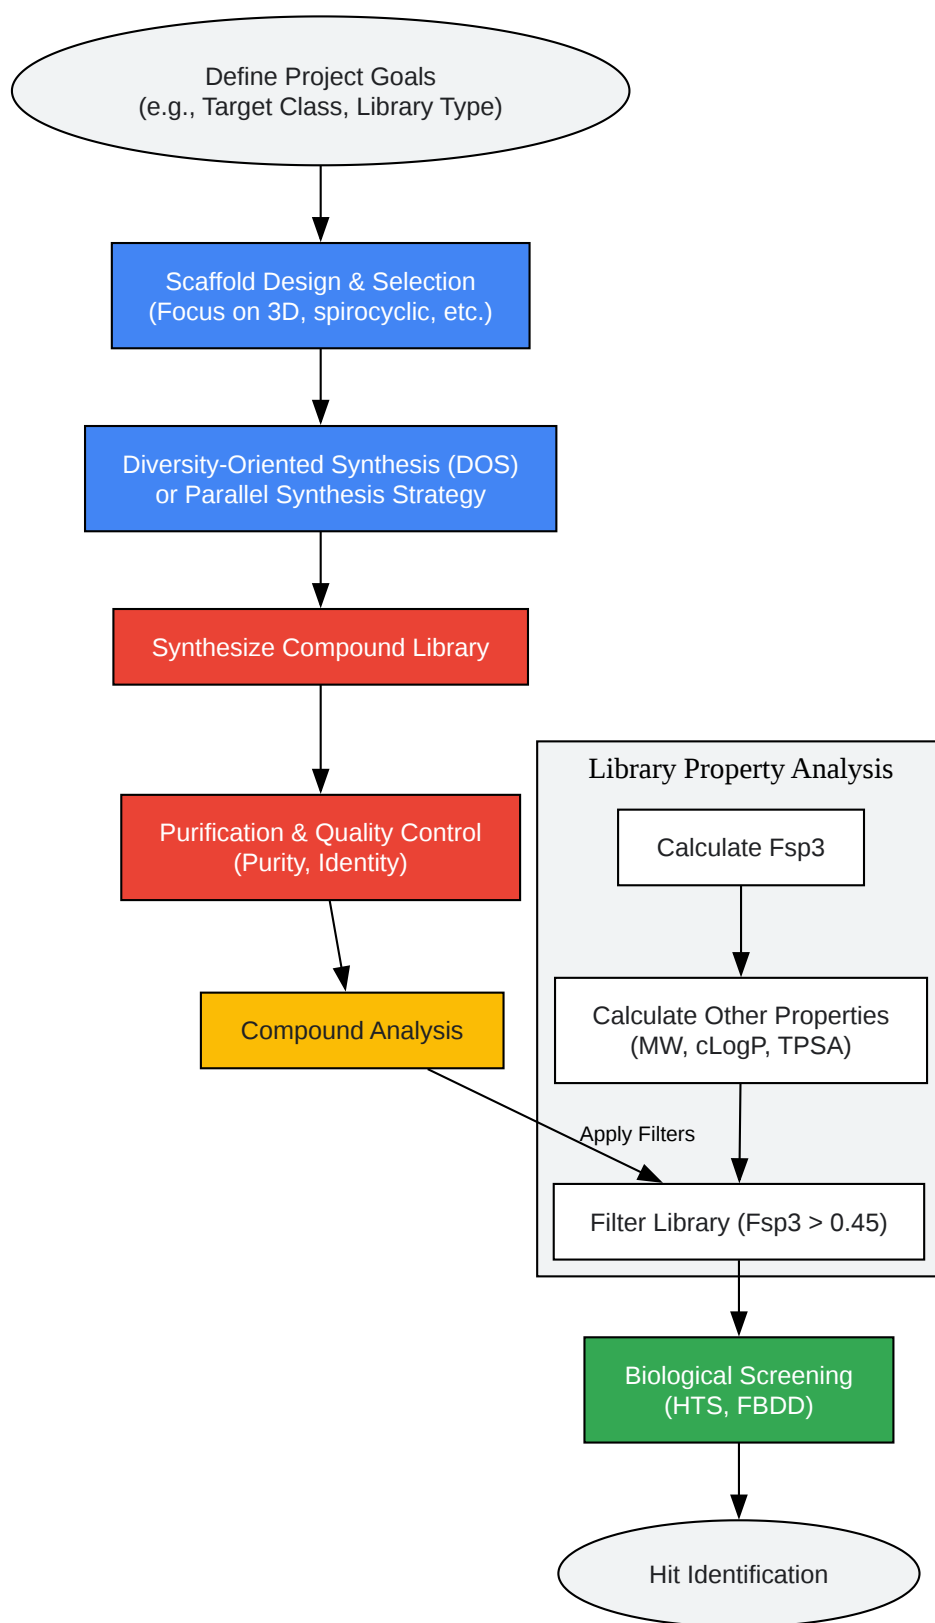 Define Project Goals
(e.g., Target Class, Library Type)
Scaffold Design & Selection
(Focus on 3D, spirocyclic, etc.)
Diversity-Oriented Synthesis (DOS)
or Parallel Synthesis Strategy
Synthesize Compound Library
Purification & Quality Control
(Purity, Identity)
Compound Analysis
Library Property Analysis
Calculate Fsp3
Calculate Other Properties
(MW, cLogP, TPSA)
Apply Filters
Filter Library (Fsp3 > 0.45)
Biological Screening
(HTS, FBDD)
Hit Identification